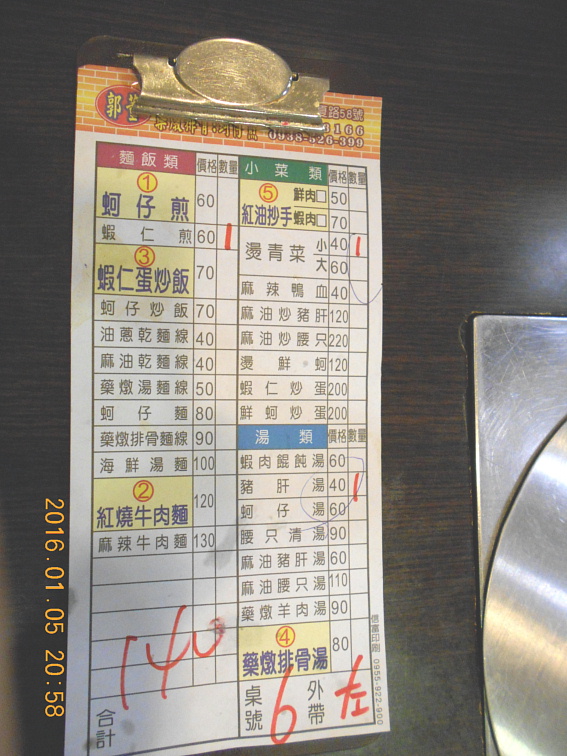 郭
夏路58號
3166
0938-526-399
麵飯類 價格 數量
① 蚵仔煎 60
蝦仁煎 60 1
③ 蝦仁蛋炒飯 70
蚵仔炒飯 70
油蔥乾麵線 40
麻油乾麵線 40
藥燉湯麵線 50
蚵仔麵 80
藥燉排骨麵線 90
海鮮湯麵 100
② 紅燒牛肉麵 120
麻辣牛肉麵 130
140
合計
小菜類 價格 數量
⑤ 紅油抄手 鮮肉□ 50
蝦肉□ 70
燙青菜 小 40 1
大 60
麻辣鴨血 40
麻油炒豬肝 120
麻油炒腰只 220
燙鮮蚵 120
蝦仁炒蛋 200
鮮蚵炒蛋 200
湯類 價格 數量
蝦肉餛飩湯 60
豬肝湯 40 1
蚵仔湯 60
腰只清湯 90
麻油豬肝湯 60
麻油腰只湯 110
藥燉羊肉湯 90
④ 藥燉排骨湯 80
桌號 6 外帶 左
信富印刷 0955-922-900
2016.01.05 20:58